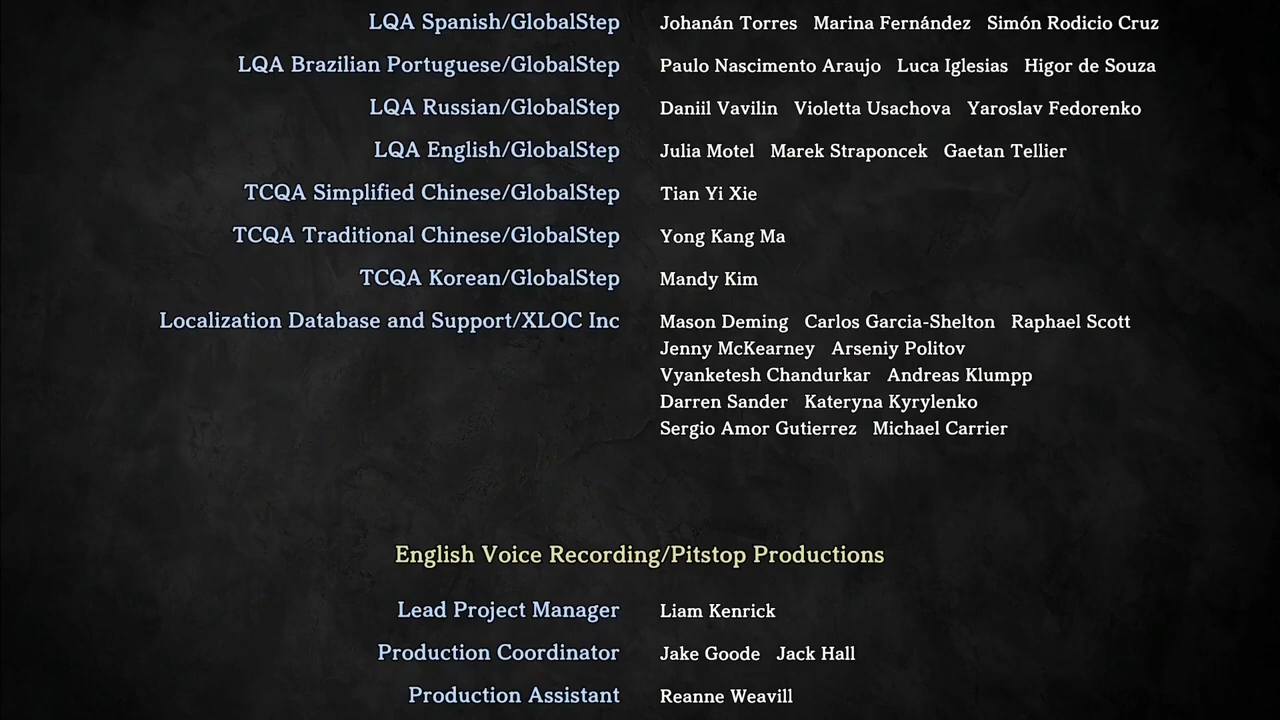 LQA Spanish/GlobalStep Johanán Torres Marina Fernández Simón Rodicio Cruz
LQA Brazilian Portuguese/GlobalStep Paulo Nascimento Araujo Luca Iglesias Higor de Souza
LQA Russian/GlobalStep Daniil Vavilin Violetta Usachova Yaroslav Fedorenko
LQA English/GlobalStep Julia Motel Marek Straponcek Gaetan Tellier
TCQA Simplified Chinese/GlobalStep Tian Yi Xie
TCQA Traditional Chinese/GlobalStep Yong Kang Ma
TCQA Korean/GlobalStep Mandy Kim
Localization Database and Support/XLOC Inc Mason Deming Carlos Garcia-Shelton Raphael Scott
Jenny McKearney Arseniy Politov
Vyanketesh Chandurkar Andreas Klumpp
Darren Sander Kateryna Kyrylenko
Sergio Amor Gutierrez Michael Carrier
English Voice Recording/Pitstop Productions
Lead Project Manager Liam Kenrick
Production Coordinator Jake Goode Jack Hall
Production Assistant Reanne Weavill